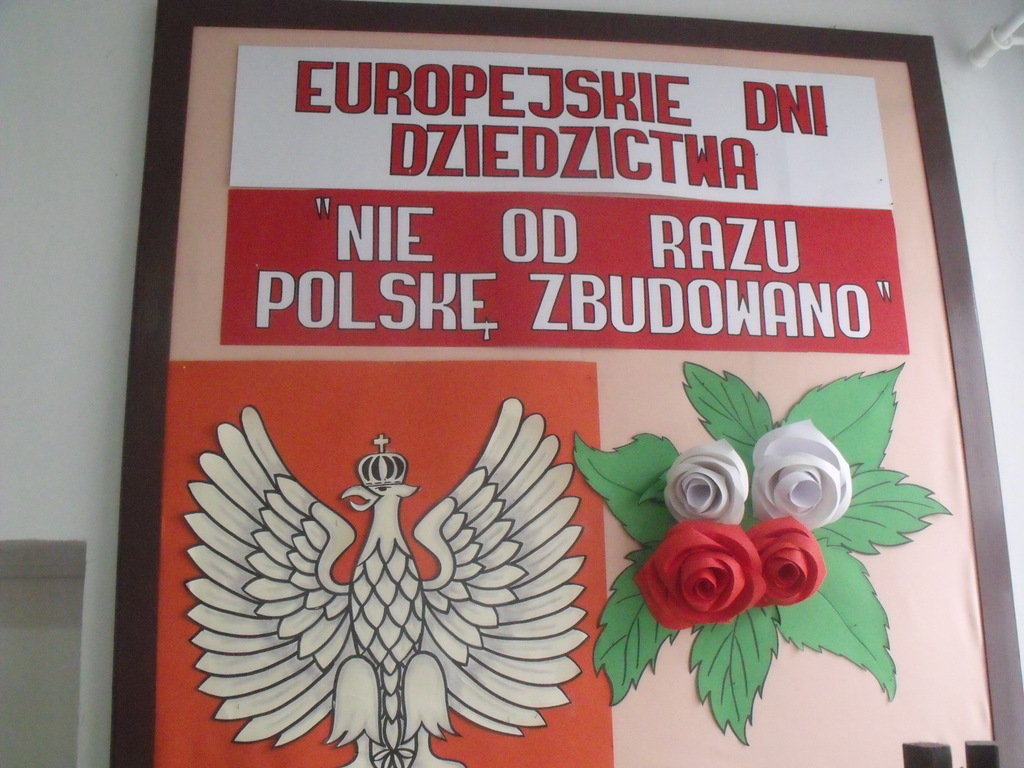 EUROPEJSKIE DNI
DZIEDZICTWA
"NIE OD RAZU
POLSKĘ ZBUDOWANO"